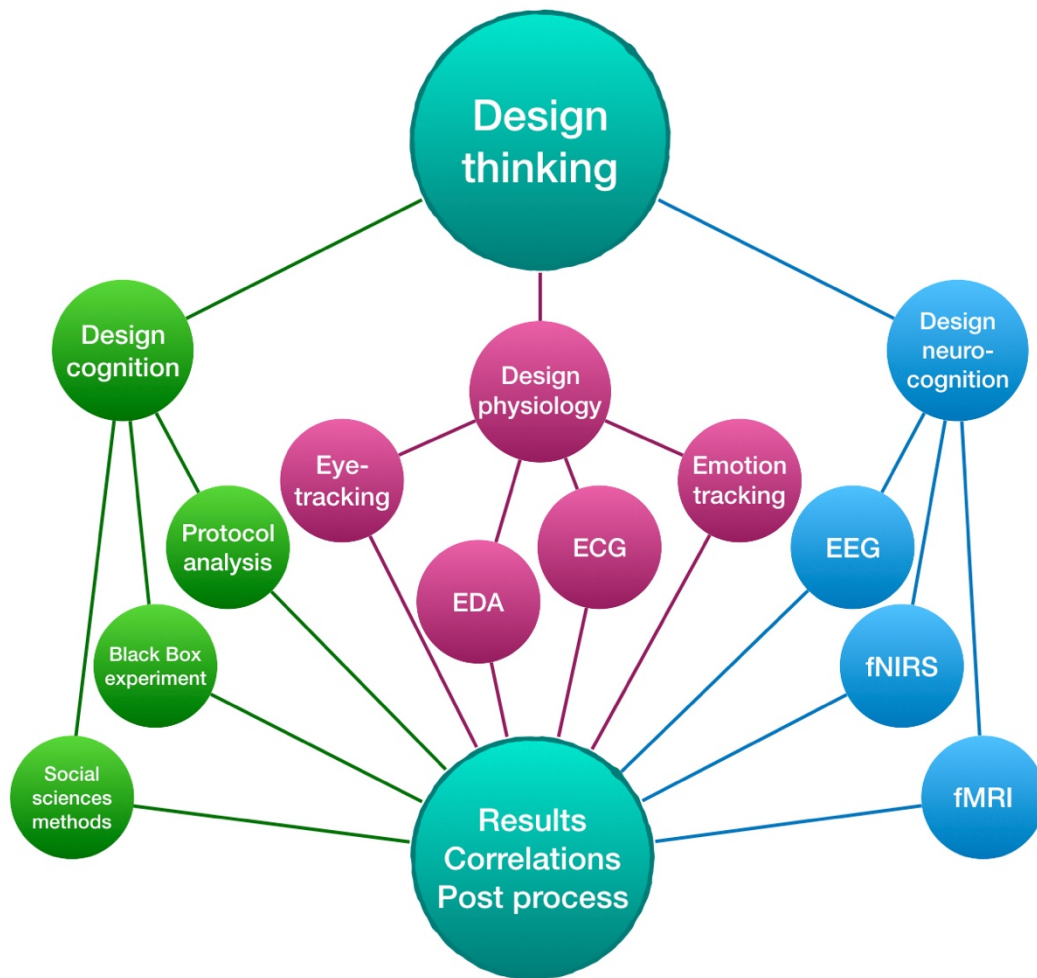 Design
thinking
Design
cognition
Design
physiology
Design
neuro-
cognition
Eye-
tracking
Emotion
tracking
Protocol
analysis
EDA
ECG
EEG
Black Box
experiment
fNIRS
Social
sciences
methods
fMRI
Results
Correlations
Post process